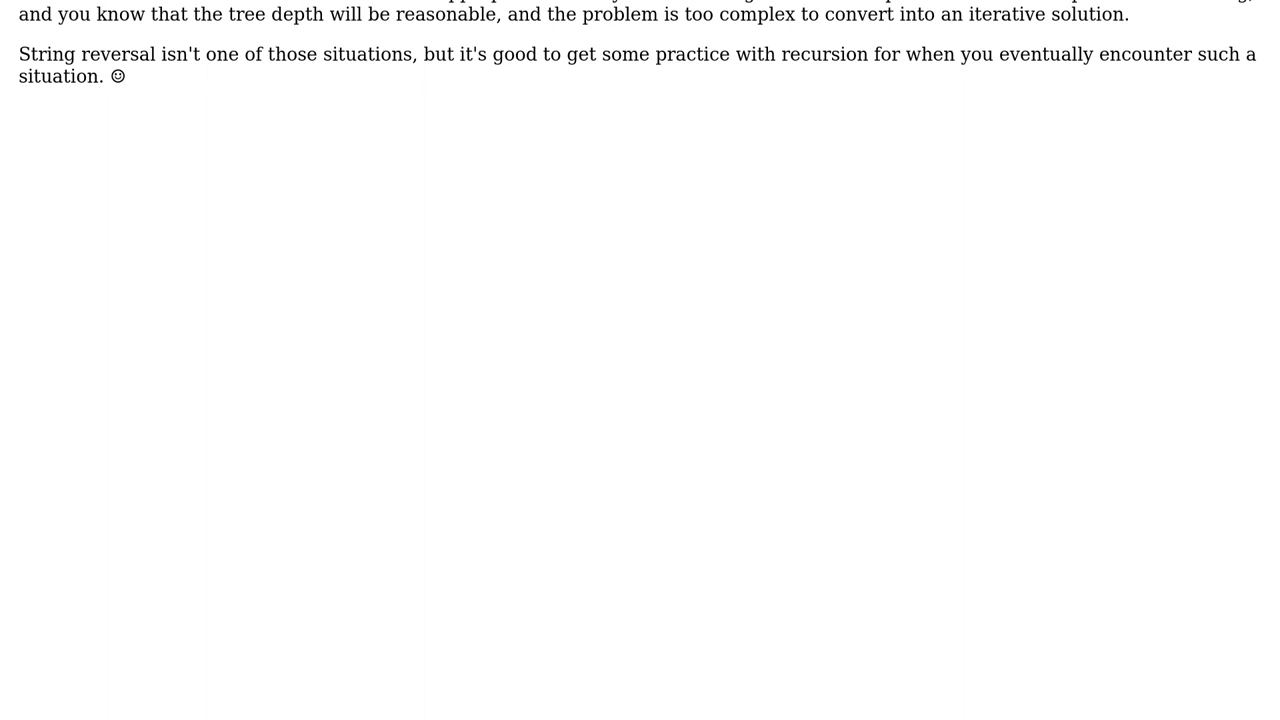 and you know that the tree depth will be reasonable, and the problem is too complex to convert into an iterative solution.
String reversal isn't one of those situations, but it's good to get some practice with recursion for when you eventually encounter such a
situation. ☺